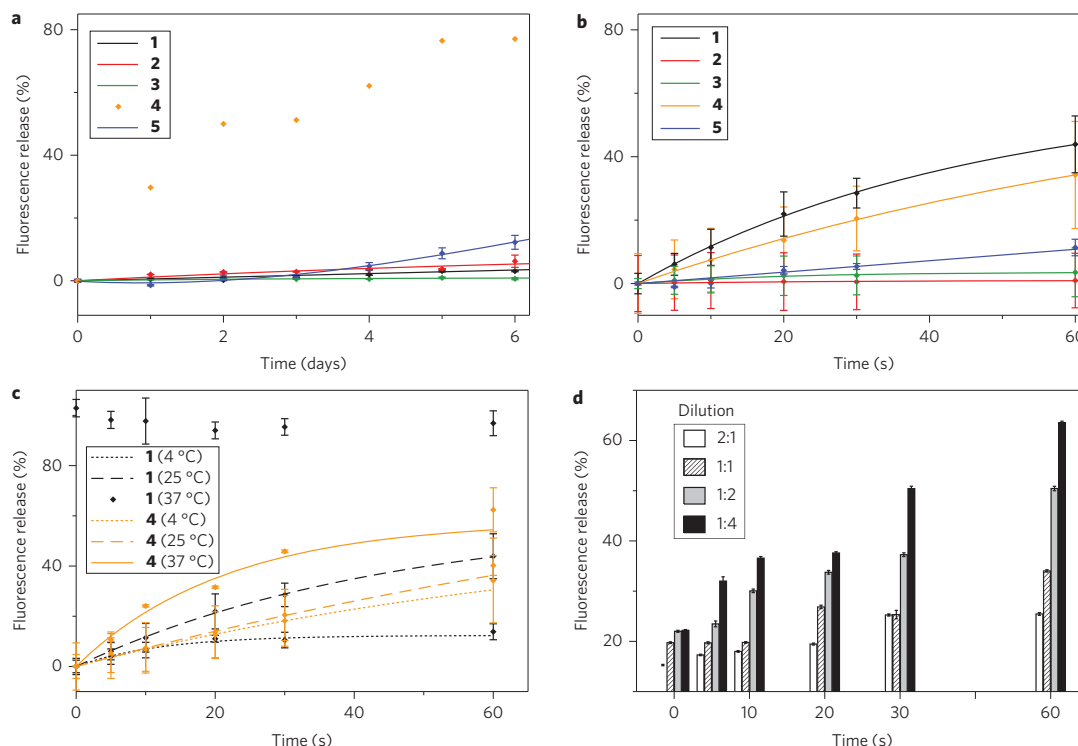 a
80
40
0
Fluorescence release (%)
1
2
3
4
5
0
2
4
6
Time (days)
b
80
40
0
Fluorescence release (%)
1
2
3
4
5
0
20
40
60
Time (s)
c
80
40
0
Fluorescence release (%)
1 (4 °C)
1 (25 °C)
1 (37 °C)
4 (4 °C)
4 (25 °C)
4 (37 °C)
0
20
40
60
Time (s)
d
60
40
20
Fluorescence release (%)
Dilution
2:1
1:1
1:2
1:4
0
10
20
30
60
Time (s)